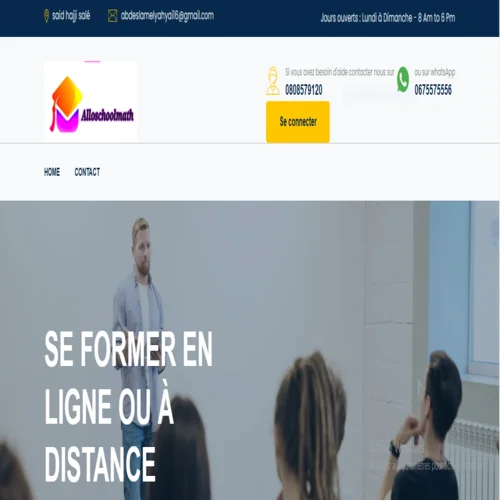 said hajji salé
abdeslamelyahyai16@gmail.com
Jours ouverts : Lundi à Dimanche - 8 Am to 6 Pm
Alloschoolmath
Si vous avez besoin d'aide contacter nous sur
0808579120
ou sur whatsApp
0675575556
Se connecter
HOME
CONTACT
SE FORMER EN
LIGNE OU À
DISTANCE